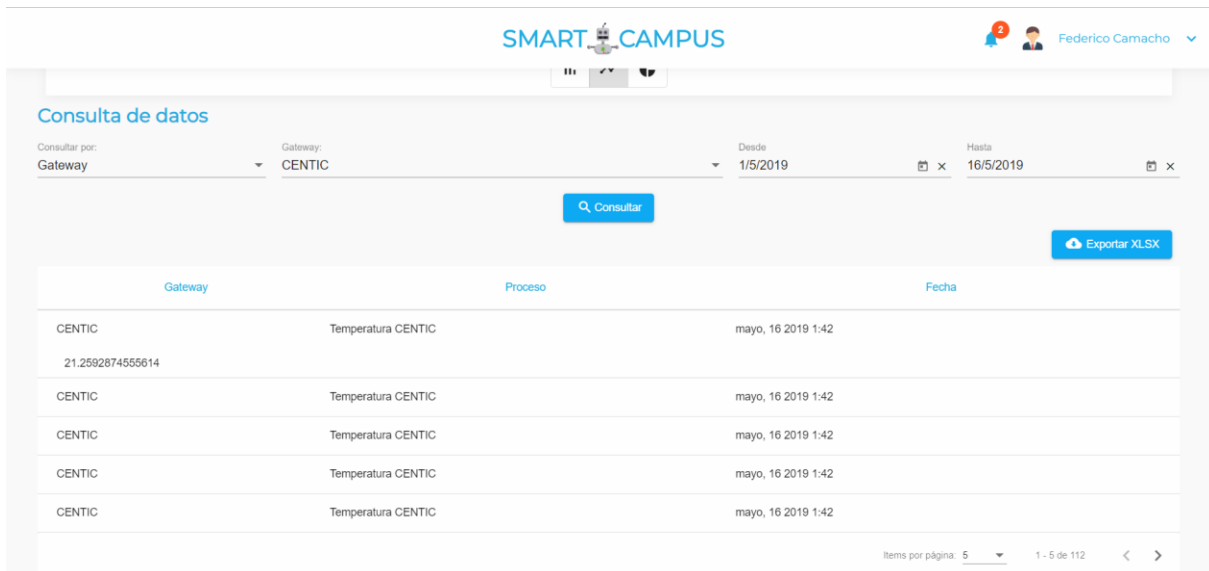 SMART CAMPUS
2
Federico Camacho
Consulta de datos
Consultar por:
Gateway
Gateway:
CENTIC
Desde
1/5/2019
Hasta
16/5/2019
Consultar
Exportar XLSX
Gateway Proceso Fecha
CENTIC Temperatura CENTIC mayo, 16 2019 1:42
21.2592874555614
CENTIC Temperatura CENTIC mayo, 16 2019 1:42
CENTIC Temperatura CENTIC mayo, 16 2019 1:42
CENTIC Temperatura CENTIC mayo, 16 2019 1:42
CENTIC Temperatura CENTIC mayo, 16 2019 1:42
Items por página: 5 1 - 5 de 112